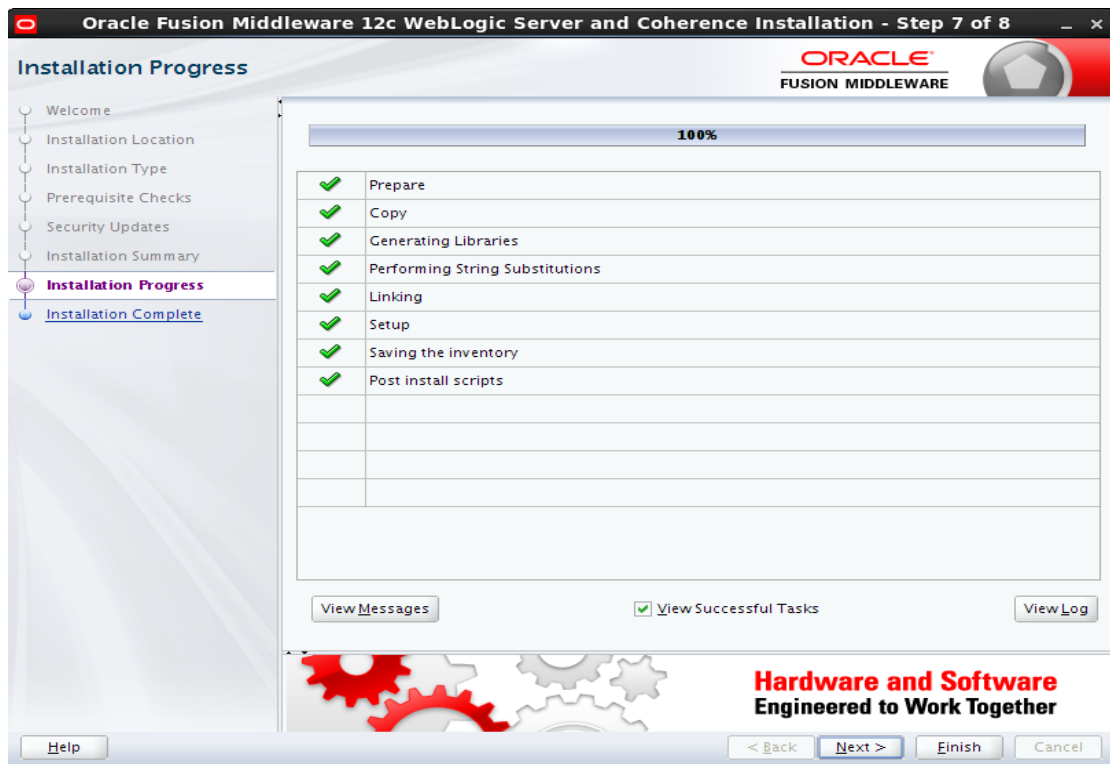 Oracle Fusion Middleware 12c WebLogic Server and Coherence Installation - Step 7 of 8
Installation Progress
ORACLE
FUSION MIDDLEWARE
Welcome
Installation Location
Installation Type
Prerequisite Checks
Security Updates
Installation Summary
Installation Progress
Installation Complete
100%
Prepare
Copy
Generating Libraries
Performing String Substitutions
Linking
Setup
Saving the inventory
Post install scripts
View Messages
View Successful Tasks
View Log
Hardware and Software
Engineered to Work Together
Help
< Back
Next >
Finish
Cancel